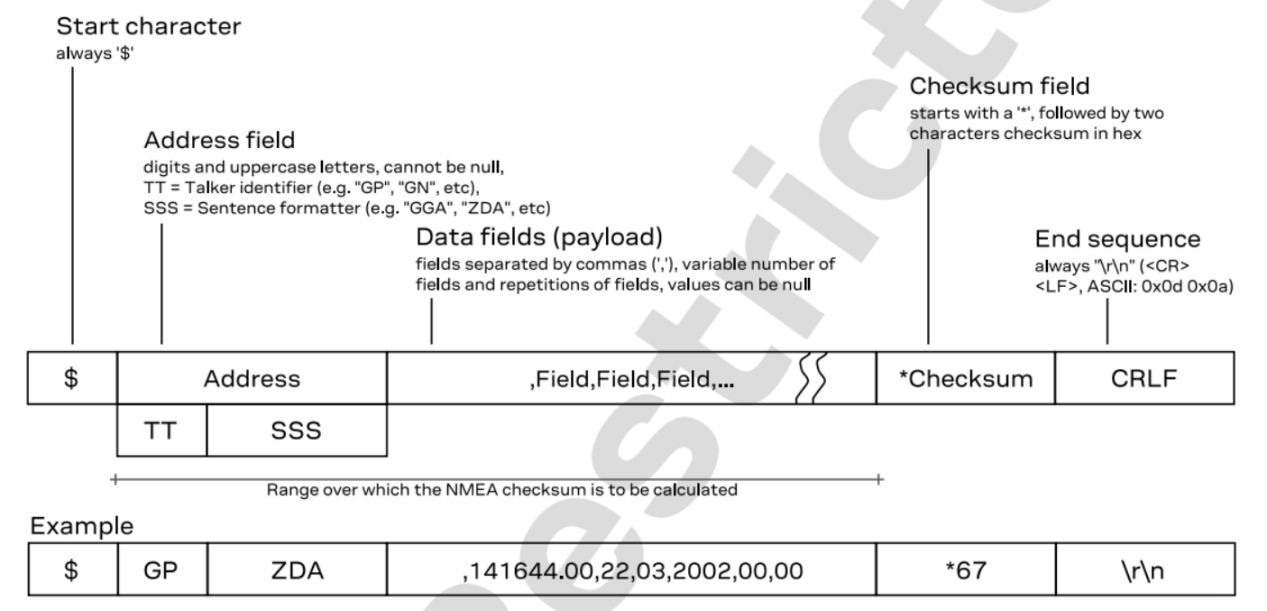 Start character
always '$'
Checksum field
starts with a '*', followed by two
characters checksum in hex
Address field
digits and uppercase letters, cannot be null,
TT = Talker identifier (e.g. "GP", "GN", etc),
SSS = Sentence formatter (e.g. "GGA", "ZDA", etc)
Data fields (payload)
fields separated by commas (','), variable number of
fields and repetitions of fields, values can be null
End sequence
always "\r\n" (<CR>
<LF>, ASCII: 0x0d 0x0a)
$ Address ,Field,Field,Field,... *Checksum CRLF
TT SSS
Range over which the NMEA checksum is to be calculated
Example
$ GP ZDA ,141644.00,22,03,2002,00,00 *67 \r\n
estricte